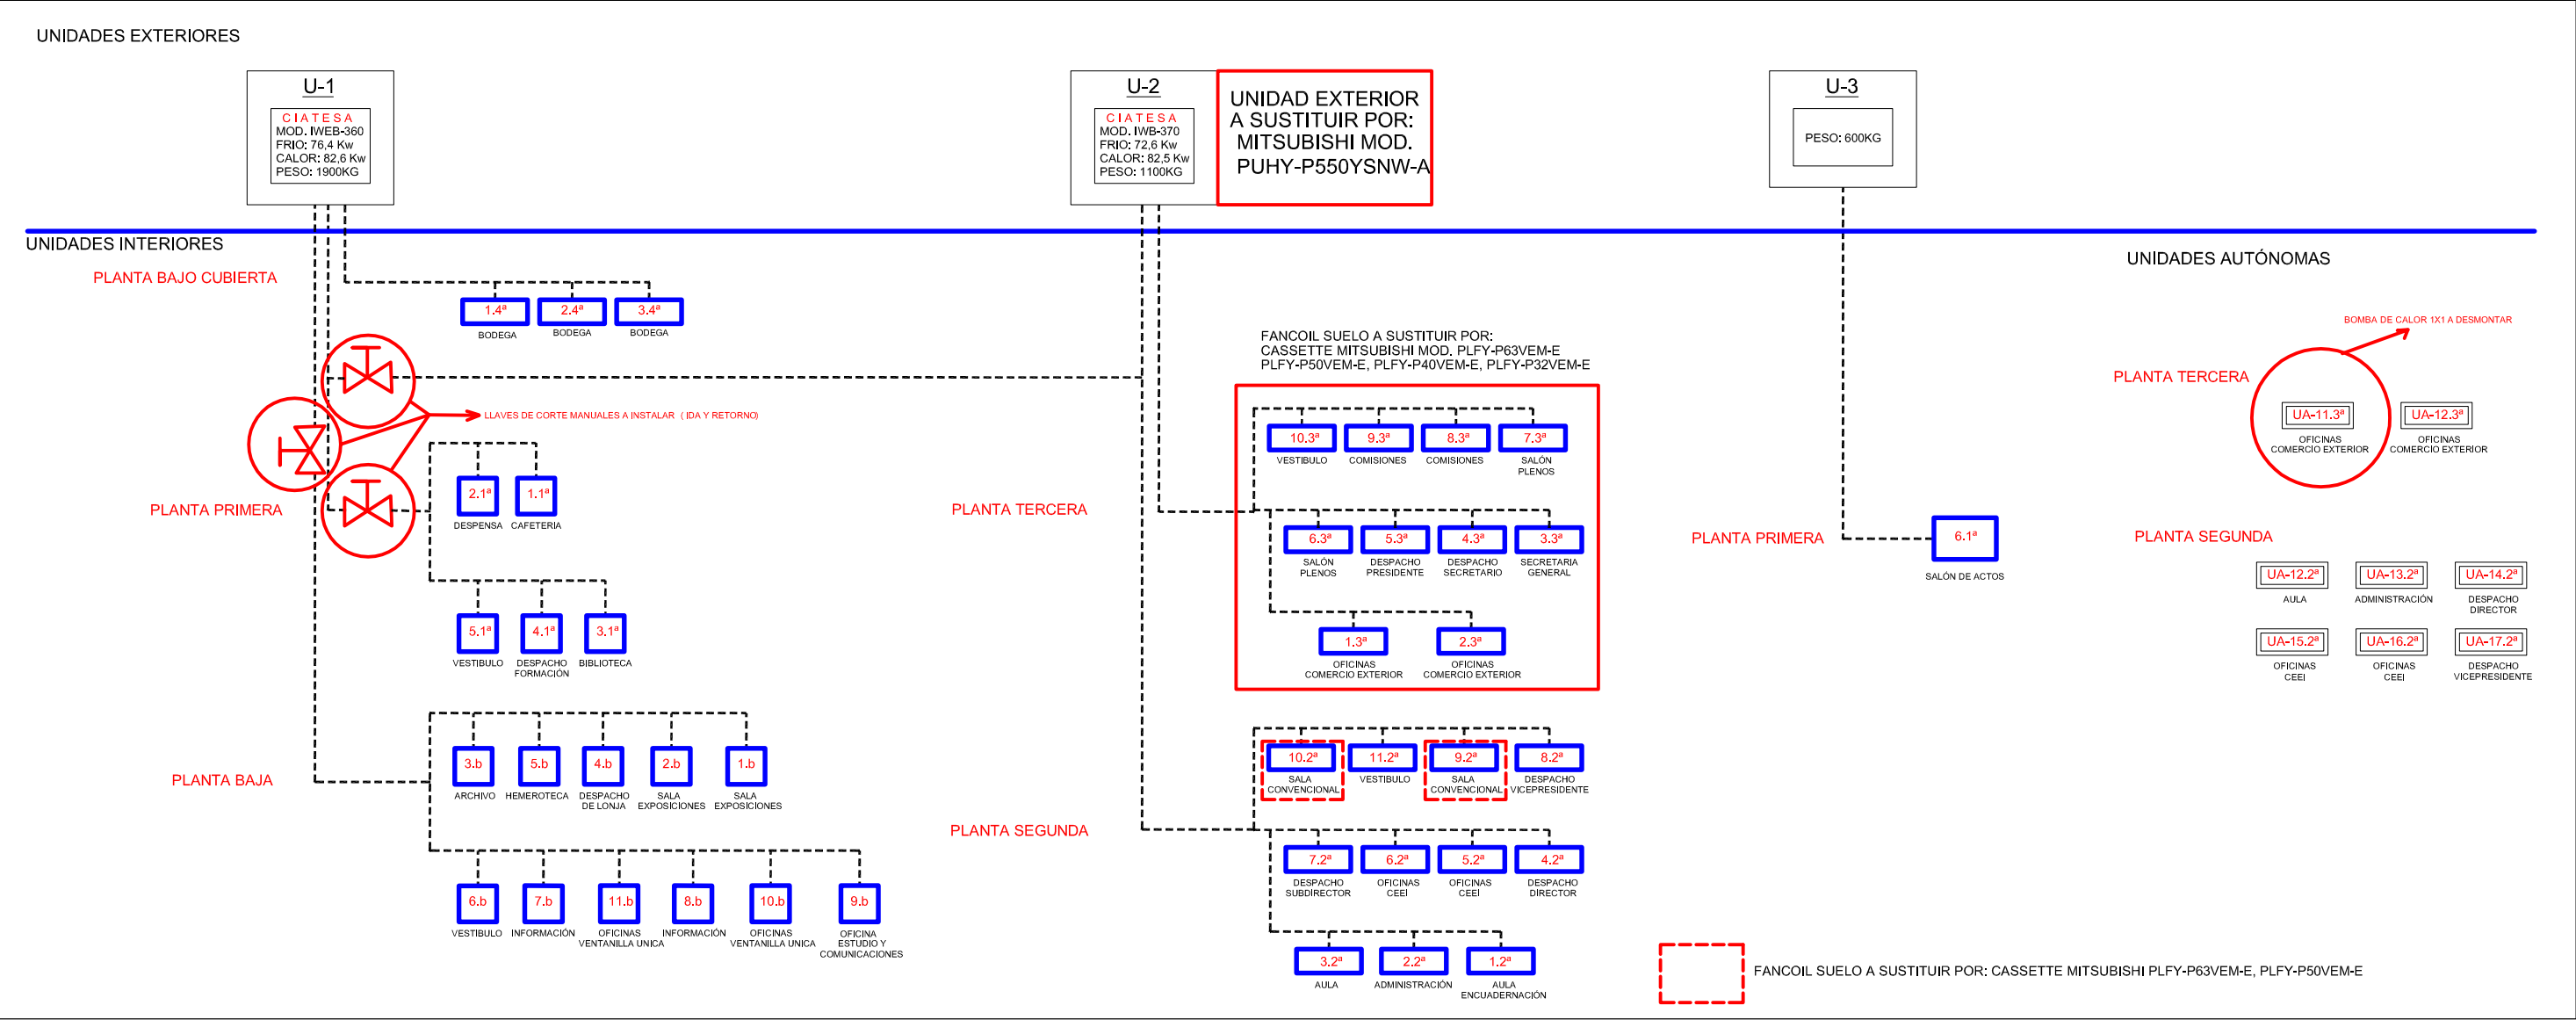 UNIDADES EXTERIORES
U-1
CIATESA
MOD. IWEB-360
FRIO: 76,4 Kw
CALOR: 82,6 Kw
PESO: 1900KG
U-2
CIATESA
MOD. IWB-370
FRIO: 72,6 Kw
CALOR: 82,5 Kw
PESO: 1100KG
UNIDAD EXTERIOR
A SUSTITUIR POR:
MITSUBISHI MOD.
PUHY-P550YSNW-A
U-3
PESO: 600KG
UNIDADES INTERIORES
PLANTA BAJO CUBIERTA
1.4ª
2.4ª
3.4ª
BODEGA
BODEGA
BODEGA
LLAVES DE CORTE MANUALES A INSTALAR ( IDA Y RETORNO)
PLANTA PRIMERA
2.1ª
1.1ª
DESPENSA
CAFETERIA
5.1ª
4.1ª
3.1ª
VESTIBULO
DESPACHO
FORMACIÓN
BIBLIOTECA
PLANTA BAJA
3.b
5.b
4.b
2.b
1.b
ARCHIVO
HEMEROTECA
DESPACHO
DE LONJA
SALA
EXPOSICIONES
SALA
EXPOSICIONES
6.b
7.b
11.b
8.b
10.b
9.b
VESTIBULO
INFORMACIÓN
OFICINAS
VENTANILLA UNICA
INFORMACIÓN
OFICINAS
VENTANILLA UNICA
OFICINA
ESTUDIO Y
COMUNICACIONES
FANCOIL SUELO A SUSTITUIR POR:
CASSETTE MITSUBISHI MOD. PLFY-P63VEM-E
PLFY-P50VEM-E, PLFY-P40VEM-E, PLFY-P32VEM-E
PLANTA TERCERA
10.3ª
9.3ª
8.3ª
7.3ª
VESTIBULO
COMISIONES
COMISIONES
SALÓN
PLENOS
6.3ª
5.3ª
4.3ª
3.3ª
SALÓN
PLENOS
DESPACHO
PRESIDENTE
DESPACHO
SECRETARIO
SECRETARIA
GENERAL
1.3ª
2.3ª
OFICINAS
COMERCIO EXTERIOR
OFICINAS
COMERCIO EXTERIOR
PLANTA SEGUNDA
10.2ª
11.2ª
9.2ª
8.2ª
SALA
CONVENCIONAL
VESTIBULO
SALA
CONVENCIONAL
DESPACHO
VICEPRESIDENTE
7.2ª
6.2ª
5.2ª
4.2ª
DESPACHO
SUBDIRECTOR
OFICINAS
CEEI
OFICINAS
CEEI
DESPACHO
DIRECTOR
3.2ª
2.2ª
1.2ª
AULA
ADMINISTRACIÓN
AULA
ENCUADERNACIÓN
PLANTA PRIMERA
6.1ª
SALÓN DE ACTOS
UNIDADES AUTÓNOMAS
BOMBA DE CALOR 1X1 A DESMONTAR
PLANTA TERCERA
UA-11.3ª
UA-12.3ª
OFICINAS
COMERCIO EXTERIOR
OFICINAS
COMERCIO EXTERIOR
PLANTA SEGUNDA
UA-12.2ª
UA-13.2ª
UA-14.2ª
AULA
ADMINISTRACIÓN
DESPACHO
DIRECTOR
UA-15.2ª
UA-16.2ª
UA-17.2ª
OFICINAS
CEEI
OFICINAS
CEEI
DESPACHO
VICEPRESIDENTE
FANCOIL SUELO A SUSTITUIR POR: CASSETTE MITSUBISHI PLFY-P63VEM-E, PLFY-P50VEM-E